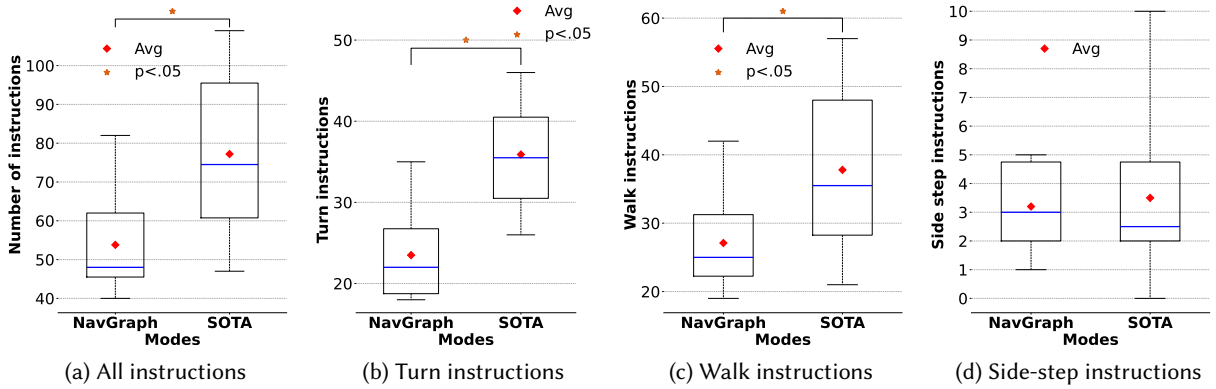 Number of instructions
100
90
80
70
60
50
40
Avg
p<.05
NavGraph SOTA
Modes
(a) All instructions
Turn instructions
50
40
30
20
Avg
p<.05
NavGraph SOTA
Modes
(b) Turn instructions
Walk instructions
60
50
40
30
20
Avg
p<.05
NavGraph SOTA
Modes
(c) Walk instructions
Side step instructions
10
9
8
7
6
5
4
3
2
1
0
Avg
NavGraph SOTA
Modes
(d) Side-step instructions